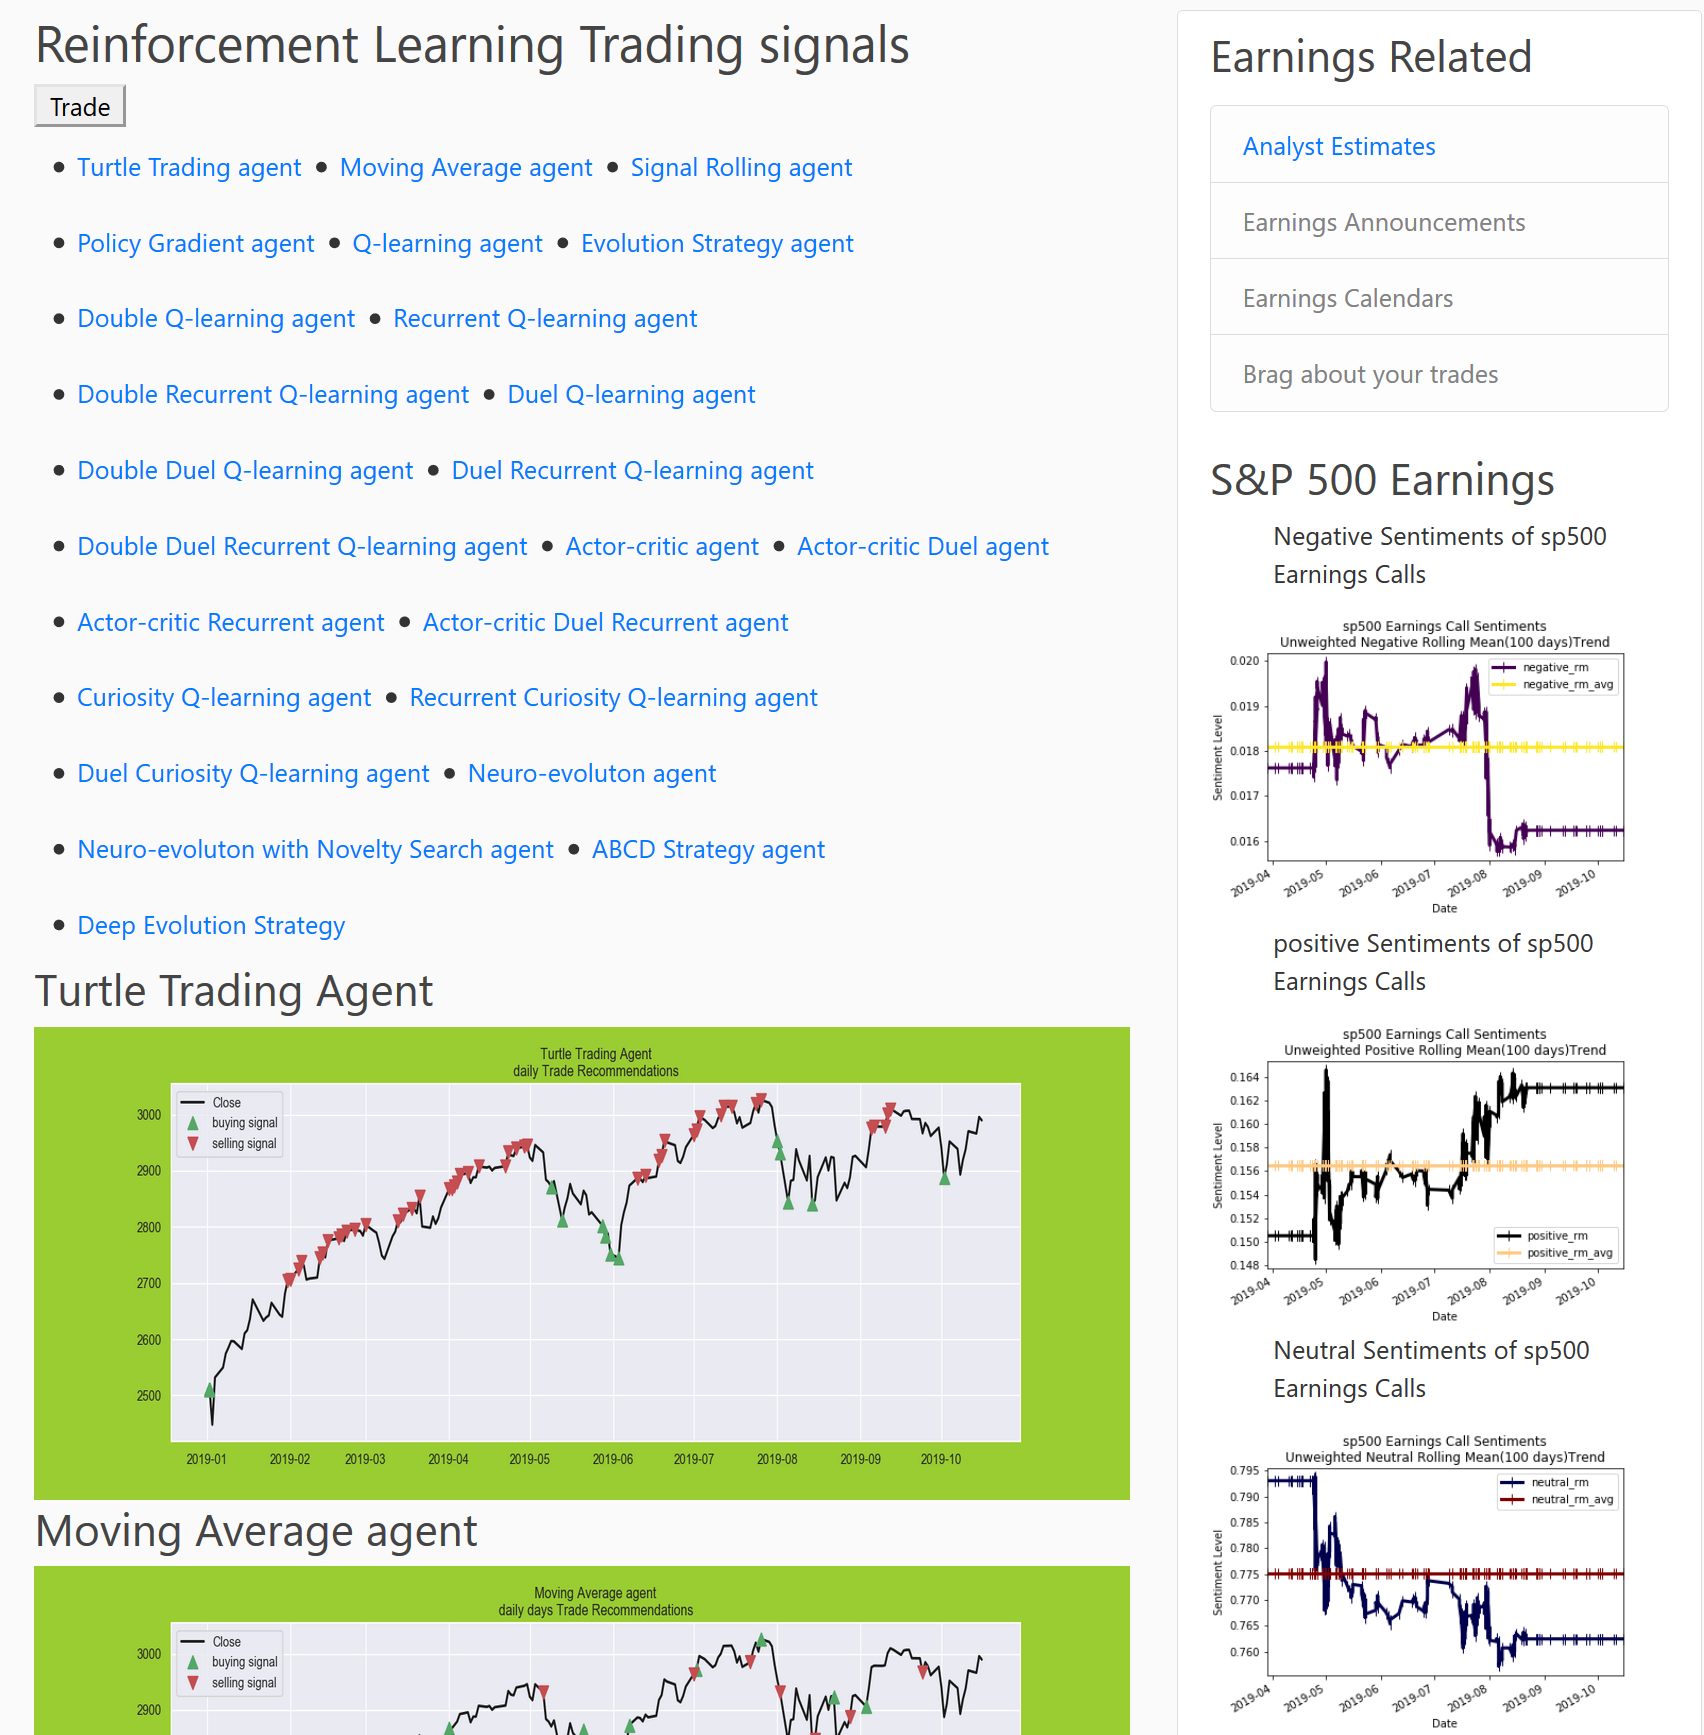 Reinforcement Learning Trading signals
Trade
• Turtle Trading agent • Moving Average agent • Signal Rolling agent
• Policy Gradient agent • Q-learning agent • Evolution Strategy agent
• Double Q-learning agent • Recurrent Q-learning agent
• Double Recurrent Q-learning agent • Duel Q-learning agent
• Double Duel Q-learning agent • Duel Recurrent Q-learning agent
• Double Duel Recurrent Q-learning agent • Actor-critic agent • Actor-critic Duel agent
• Actor-critic Recurrent agent • Actor-critic Duel Recurrent agent
• Curiosity Q-learning agent • Recurrent Curiosity Q-learning agent
• Duel Curiosity Q-learning agent • Neuro-evoluton agent
• Neuro-evoluton with Novelty Search agent • ABCD Strategy agent
• Deep Evolution Strategy
Turtle Trading Agent
Turtle Trading Agent
daily Trade Recommendations
Close
buying signal
selling signal
3000
2900
2800
2700
2600
2500
2019-01 2019-02 2019-03 2019-04 2019-05 2019-06 2019-07 2019-08 2019-09 2019-10
Moving Average agent
Moving Average agent
daily days Trade Recommendations
Close
buying signal
selling signal
3000
2900
Earnings Related
Analyst Estimates
Earnings Announcements
Earnings Calendars
Brag about your trades
S&P 500 Earnings
Negative Sentiments of sp500
Earnings Calls
sp500 Earnings Call Sentiments
Unweighted Negative Rolling Mean(100 days)Trend
negative_rm
negative_rm_avg
0.020
0.019
0.018
0.017
0.016
Sentiment Level
2019-04 2019-05 2019-06 2019-07 2019-08 2019-09 2019-10
Date
positive Sentiments of sp500
Earnings Calls
sp500 Earnings Call Sentiments
Unweighted Positive Rolling Mean(100 days)Trend
0.164
0.162
0.160
0.158
0.156
0.154
0.152
0.150
0.148
Sentiment Level
positive_rm
positive_rm_avg
2019-04 2019-05 2019-06 2019-07 2019-08 2019-09 2019-10
Date
Neutral Sentiments of sp500
Earnings Calls
sp500 Earnings Call Sentiments
Unweighted Neutral Rolling Mean(100 days)Trend
neutral_rm
neutral_rm_avg
0.795
0.790
0.785
0.780
0.775
0.770
0.765
0.760
Sentiment Level
2019-04 2019-05 2019-06 2019-07 2019-08 2019-09 2019-10
Date